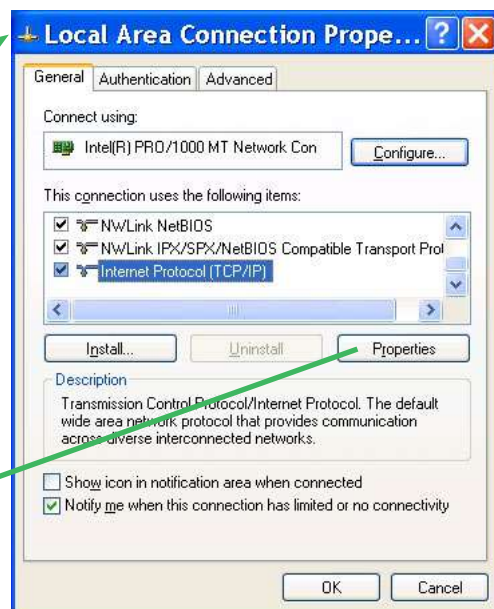 Local Area Connection Prope...
General Authentication Advanced
Connect using:
Intel(R) PRO/1000 MT Network Con
Configure...
This connection uses the following items:
NWLink NetBIOS
NWLink IPX/SPX/NetBIOS Compatible Transport Prot
Internet Protocol (TCP/IP)
Install... Uninstall Properties
Description
Transmission Control Protocol/Internet Protocol. The default
wide area network protocol that provides communication
across diverse interconnected networks.
Show icon in notification area when connected
Notify me when this connection has limited or no connectivity
OK Cancel